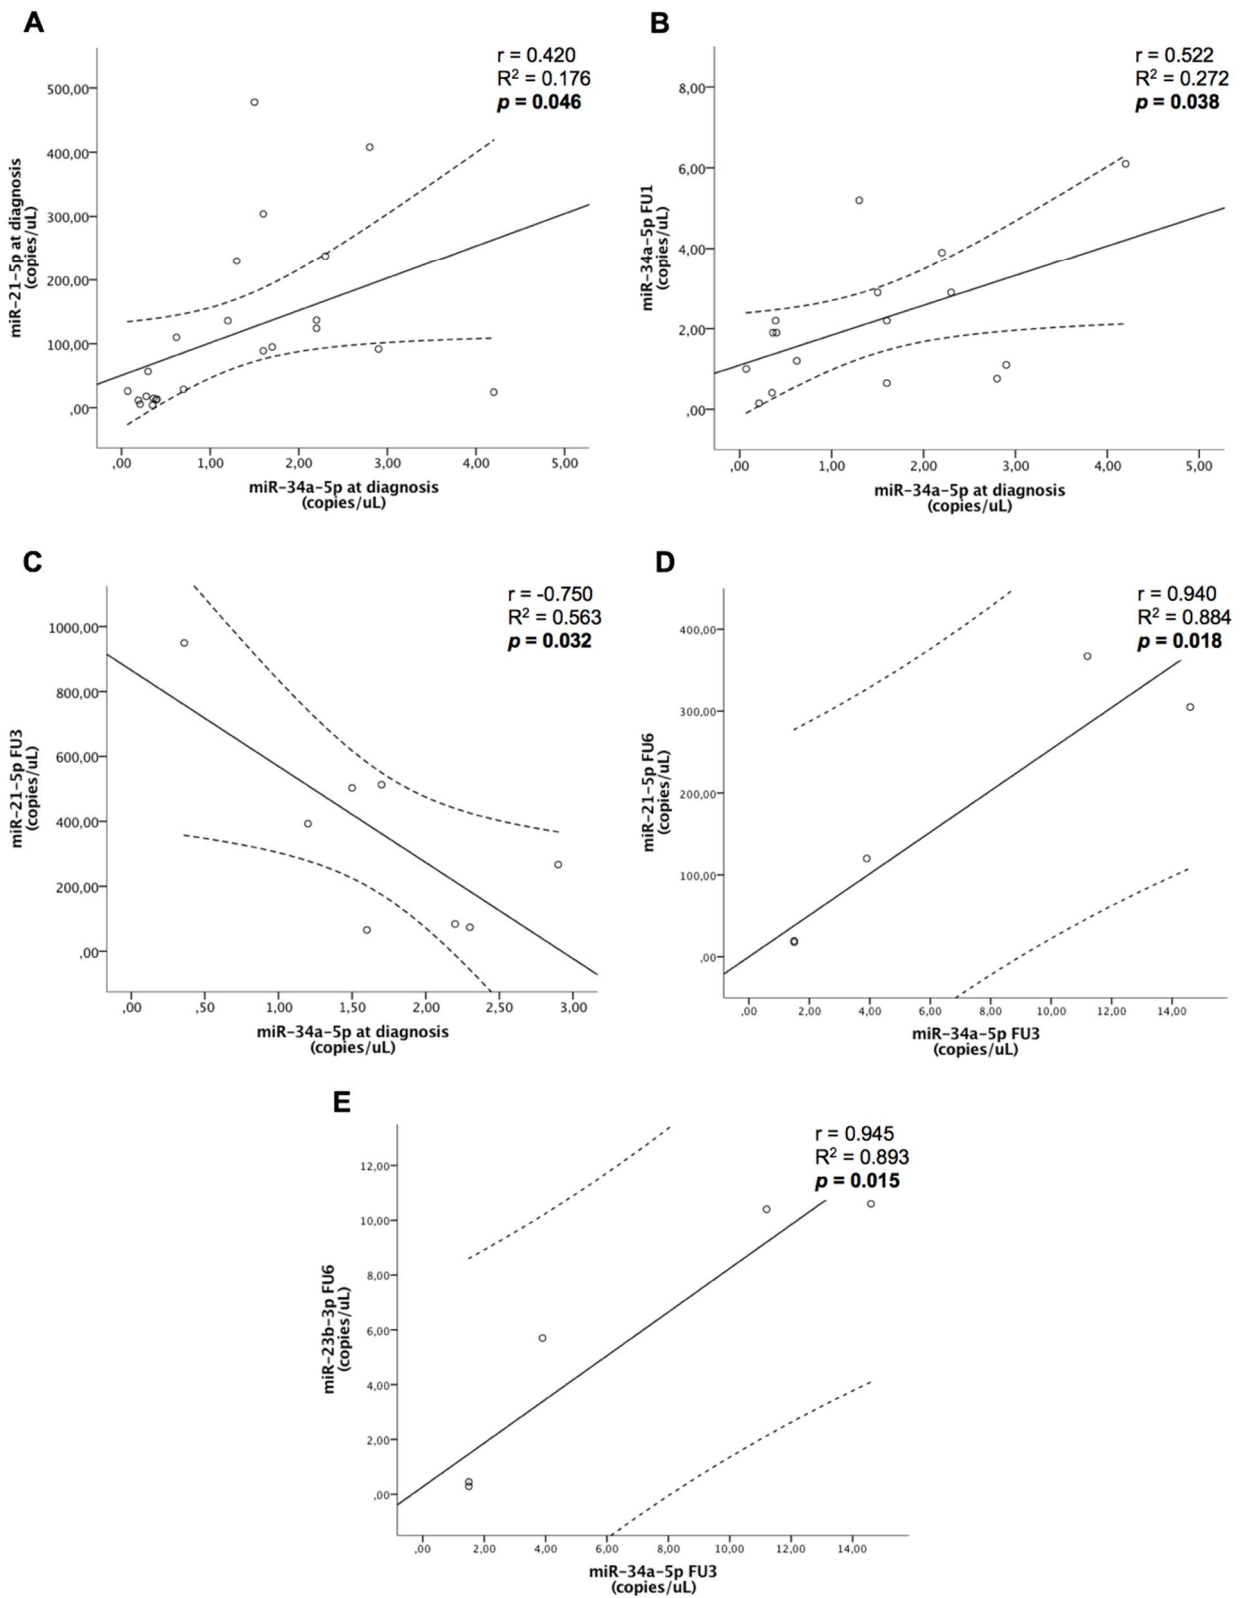 A
r = 0.420
R² = 0.176
p = 0.046
500,00
400,00
300,00
200,00
100,00
,00
miR-21-5p at diagnosis
(copies/uL)
,00 1,00 2,00 3,00 4,00 5,00
miR-34a-5p at diagnosis
(copies/uL)
B
r = 0.522
R² = 0.272
p = 0.038
8,00
6,00
4,00
2,00
,00
miR-34a-5p FU1
(copies/uL)
,00 1,00 2,00 3,00 4,00 5,00
miR-34a-5p at diagnosis
(copies/uL)
C
r = -0.750
R² = 0.563
p = 0.032
1000,00
800,00
600,00
400,00
200,00
,00
miR-21-5p FU3
(copies/uL)
,00 ,50 1,00 1,50 2,00 2,50 3,00
miR-34a-5p at diagnosis
(copies/uL)
D
r = 0.940
R² = 0.884
p = 0.018
400,00
300,00
200,00
100,00
,00
miR-21-5p FU6
(copies/uL)
,00 2,00 4,00 6,00 8,00 10,00 12,00 14,00
miR-34a-5p FU3
(copies/uL)
E
r = 0.945
R² = 0.893
p = 0.015
12,00
10,00
8,00
6,00
4,00
2,00
,00
miR-23b-3p FU6
(copies/uL)
,00 2,00 4,00 6,00 8,00 10,00 12,00 14,00
miR-34a-5p FU3
(copies/uL)